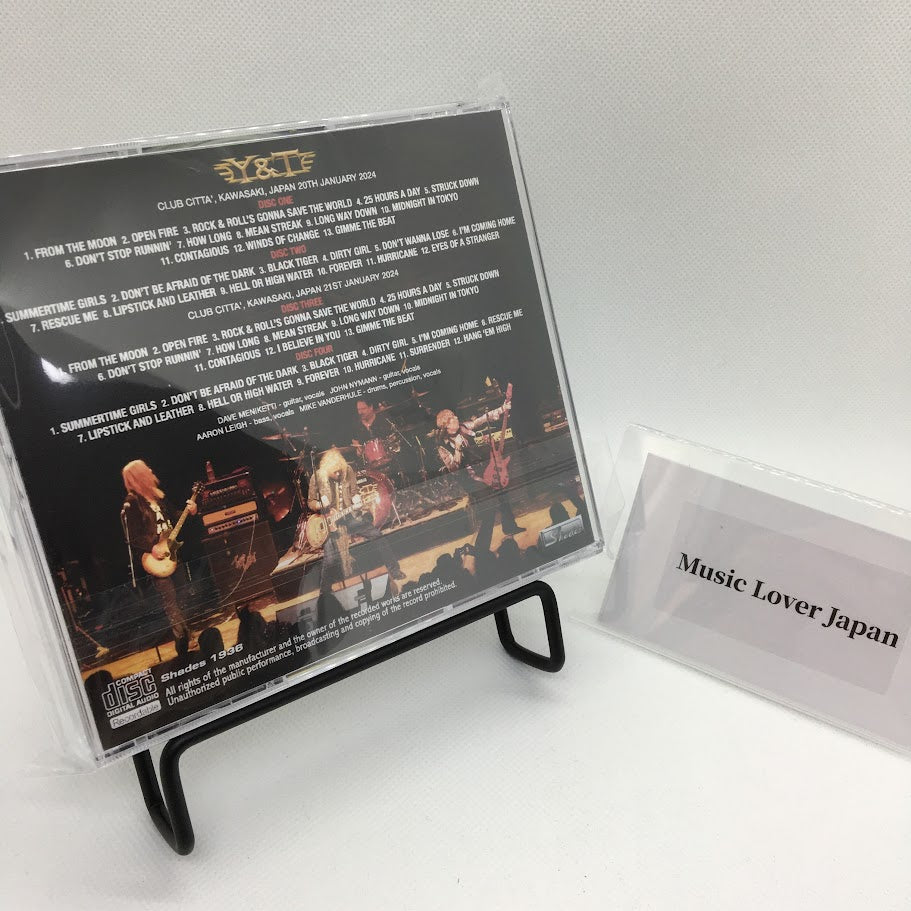 Y&T
CLUB CITTA', KAWASAKI, JAPAN 20TH JANUARY 2024
DISC ONE
1. FROM THE MOON 2. OPEN FIRE 3. ROCK & ROLL'S GONNA SAVE THE WORLD 4. 25 HOURS A DAY 5. STRUCK DOWN
6. DON'T STOP RUNNIN' 7. HOW LONG 8. MEAN STREAK 9. LONG WAY DOWN 10. MIDNIGHT IN TOKYO
11. CONTAGIOUS 12. WINDS OF CHANGE 13. GIMME THE BEAT
DISC TWO
SUMMERTIME GIRLS 2. DON'T BE AFRAID OF THE DARK 3. BLACK TIGER 4. DIRTY GIRL 5. DON'T WANNA LOSE 6. I'M COMING HOME
7. RESCUE ME 8. LIPSTICK AND LEATHER 9. HELL OR HIGH WATER 10. FOREVER 11. HURRICANE 12. EYES OF A STRANGER
CLUB CITTA', KAWASAKI, JAPAN 21ST JANUARY 2024
DISC THREE
1. FROM THE MOON 2. OPEN FIRE 3. ROCK & ROLL'S GONNA SAVE THE WORLD 4. 25 HOURS A DAY 5. STRUCK DOWN
6. DON'T STOP RUNNIN' 7. HOW LONG 8. MEAN STREAK 9. LONG WAY DOWN 10. MIDNIGHT IN TOKYO
11. CONTAGIOUS 12. I BELIEVE IN YOU 13. GIMME THE BEAT
DISC FOUR
1. SUMMERTIME GIRLS 2. DON'T BE AFRAID OF THE DARK 3. BLACK TIGER 4. DIRTY GIRL 5. I'M COMING HOME 6. RESCUE ME
7. LIPSTICK AND LEATHER 8. HELL OR HIGH WATER 9. FOREVER 10. HURRICANE 11. SURRENDER 12. HANG 'EM HIGH
DAVE MENIKETTI - guitar, vocals JOHN NYMANN - guitar, vocals
AARON LEIGH - bass, vocals MIKE VANDERHULE - drums, percussion, vocals
Shades
COMPACT
disc
DIGITAL AUDIO
Recordable
Shades 1936
All rights of the manufacturer and the owner of the recorded works are reserved.
Unauthorized public performance, broadcasting and copying of the record prohibited.
Music Lover Japan